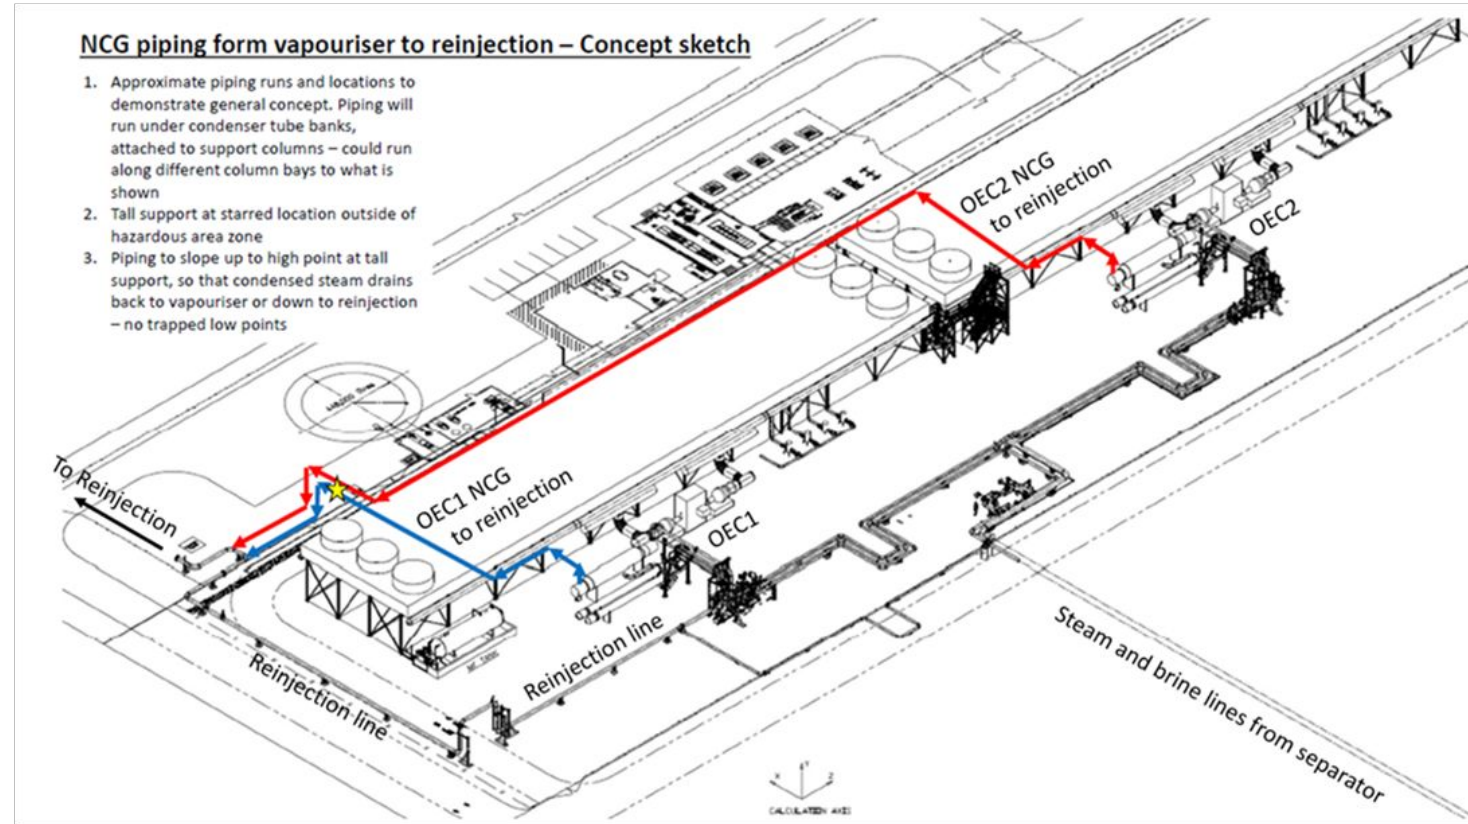 NCG piping form vapouriser to reinjection – Concept sketch
1. Approximate piping runs and locations to
demonstrate general concept. Piping will
run under condenser tube banks,
attached to support columns – could run
along different column bays to what is
shown
2. Tall support at starred location outside of
hazardous area zone
3. Piping to slope up to high point at tall
support, so that condensed steam drains
back to vapouriser or down to reinjection
– no trapped low points
OEC2 NCG
to reinjection
OEC2
To Reinjection
OEC1 NCG
to reinjection
OEC1
Reinjection line
Reinjection line
Steam and brine lines from separator
X
Y
Z
CALCULATION AXIS